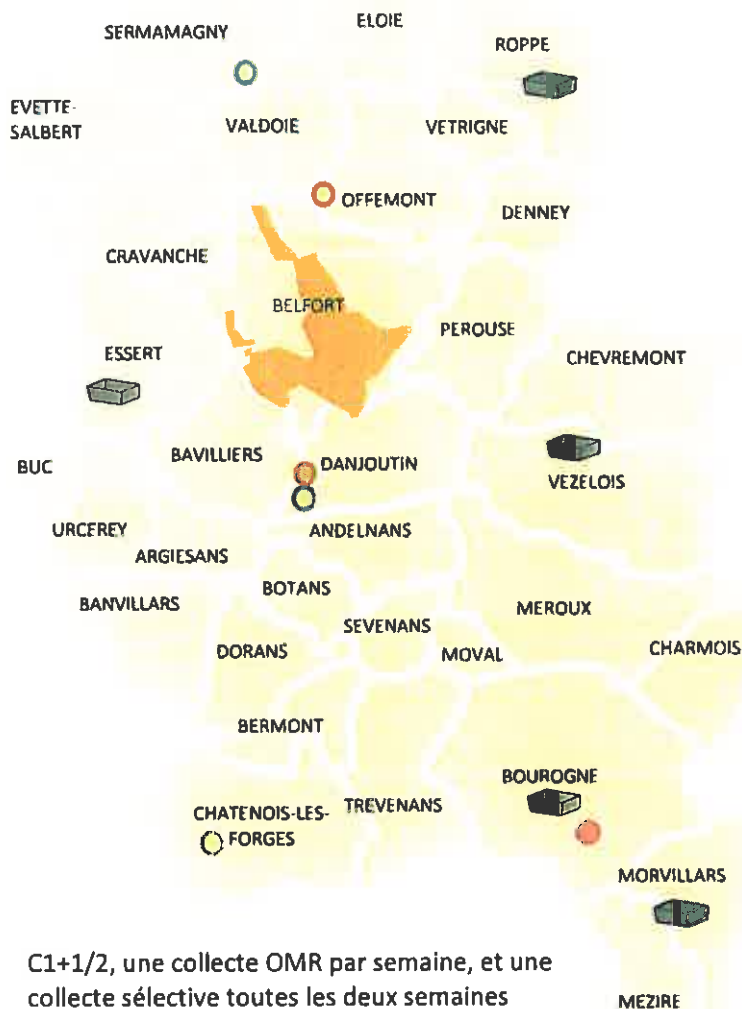 ELOIE
SERMAMAGNY
ROPPE
EVETTE-
SALBERT
VALDOIE
VETRIGNE
OFFEMONT
DENNEY
CRAVANCHE
BELFORT
PEROUSE
ESSERT
CHEVREMONT
BAVILLIERS
DANJOUTIN
BUC
VEZELOIS
URCEREY
ANDELNANS
ARGIESANS
BOTANS
BANVILLARS
MEROUX
SEVENANS
CHARMOIS
DORANS
MOVAL
BERMONT
BOUROGNE
TREVENANS
CHATENOIS-LES-
FORGES
MORVILLARS
C1+1/2, une collecte OMR par semaine, et une
collecte sélective toutes les deux semaines
MEZIRE